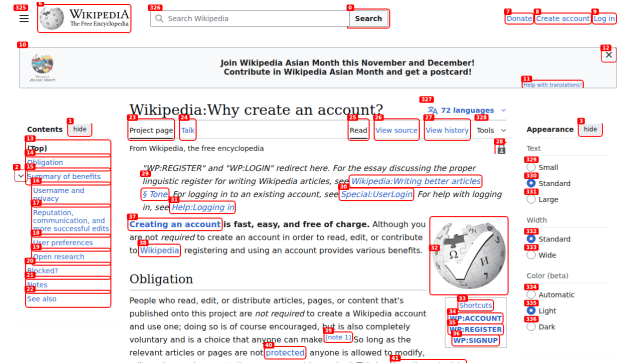 WIKIPEDIA
The Free Encyclopedia
Search Wikipedia
Search
Donate
Create account
Log in
Join Wikipedia Asian Month this November and December!
Contribute in Wikipedia Asian Month and get a postcard!
Help with translations!
Wikipedia:Why create an account?
72 languages
Contents
hide
(Top)
Obligation
Summary of benefits
Username and privacy
Reputation, communication, and more successful edits
User preferences
Open research
Blocked?
Notes
See also
Project page
Talk
Read
View source
View history
Tools
From Wikipedia, the free encyclopedia
"WP:REGISTER" and "WP:LOGIN" redirect here. For the essay discussing the proper
linguistic register for writing Wikipedia articles, see Wikipedia:Writing better articles
§ Tone. For logging in to an existing account, see Special:UserLogin. For help with logging
in, see Help:Logging in.
Creating an account is fast, easy, and free of charge. Although you
are not required to create an account in order to read, edit, or contribute
to Wikipedia, registering and using an account provides various benefits.
Obligation
People who read, edit, or distribute articles, pages, or content that's
published onto this project are not required to create a Wikipedia account
and use one; doing so is of course encouraged, but is also completely
voluntary and is a choice that anyone can make.[note 1] So long as the
relevant articles or pages are not protected, anyone is allowed to modify,
Shortcuts
WP:ACCOUNT
WP:REGISTER
WP:SIGNUP
Appearance
hide
Text
Small
Standard
Large
Width
Standard
Wide
Color (beta)
Automatic
Light
Dark